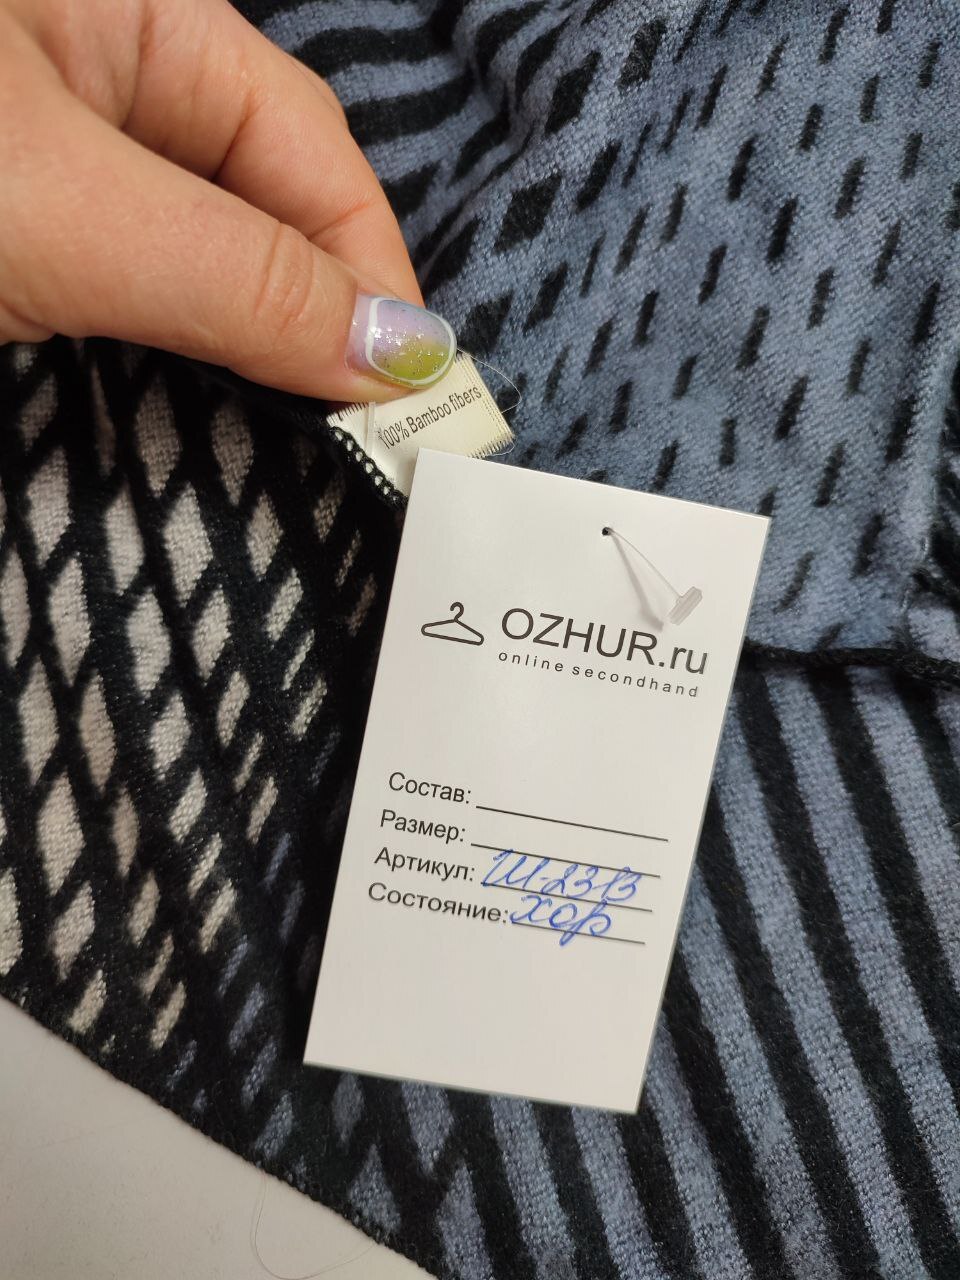 100% Bamboo fibers
OZHUR.ru
online secondhand
Состав:
Размер:
Артикул: Ш-2313
Состояние: хор